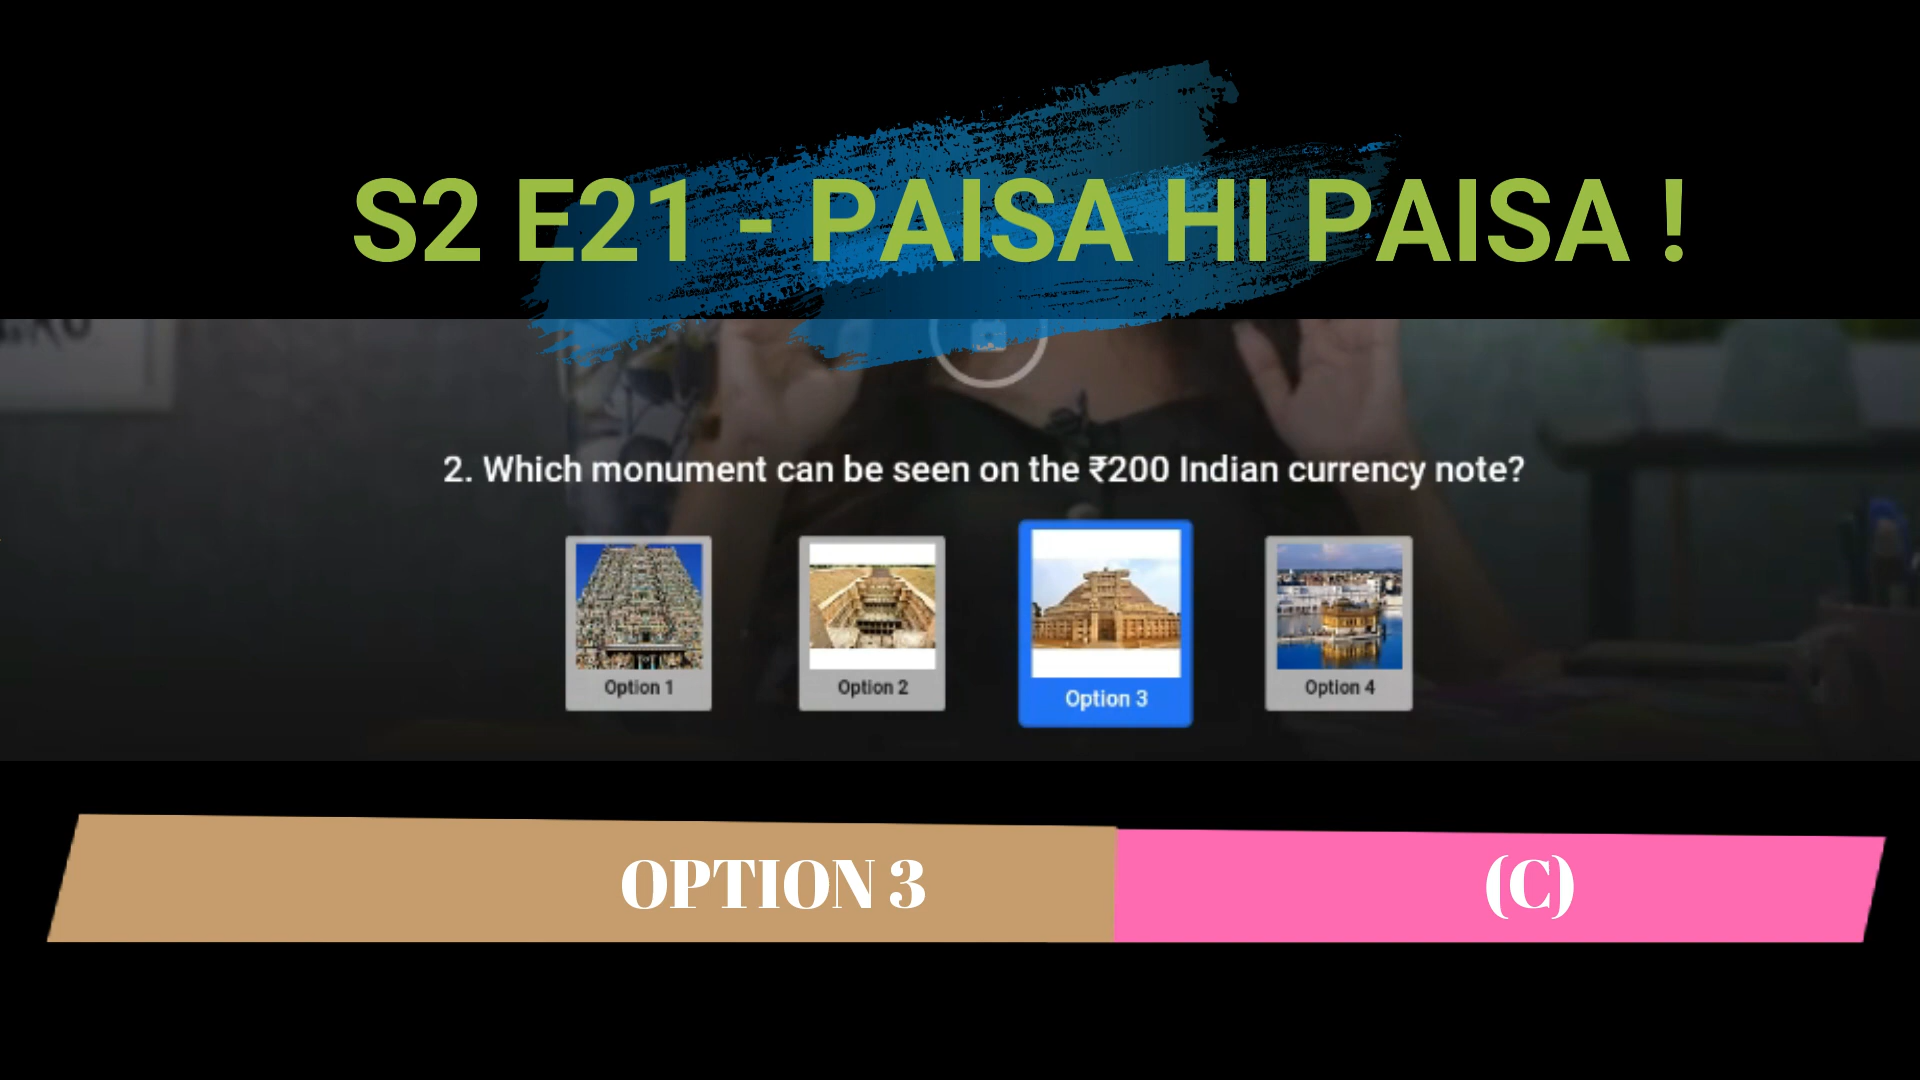 S2 E21 - PAISA HI PAISA !
2. Which monument can be seen on the ₹200 Indian currency note?
Option 1
Option 2
Option 3
Option 4
OPTION 3
(C)